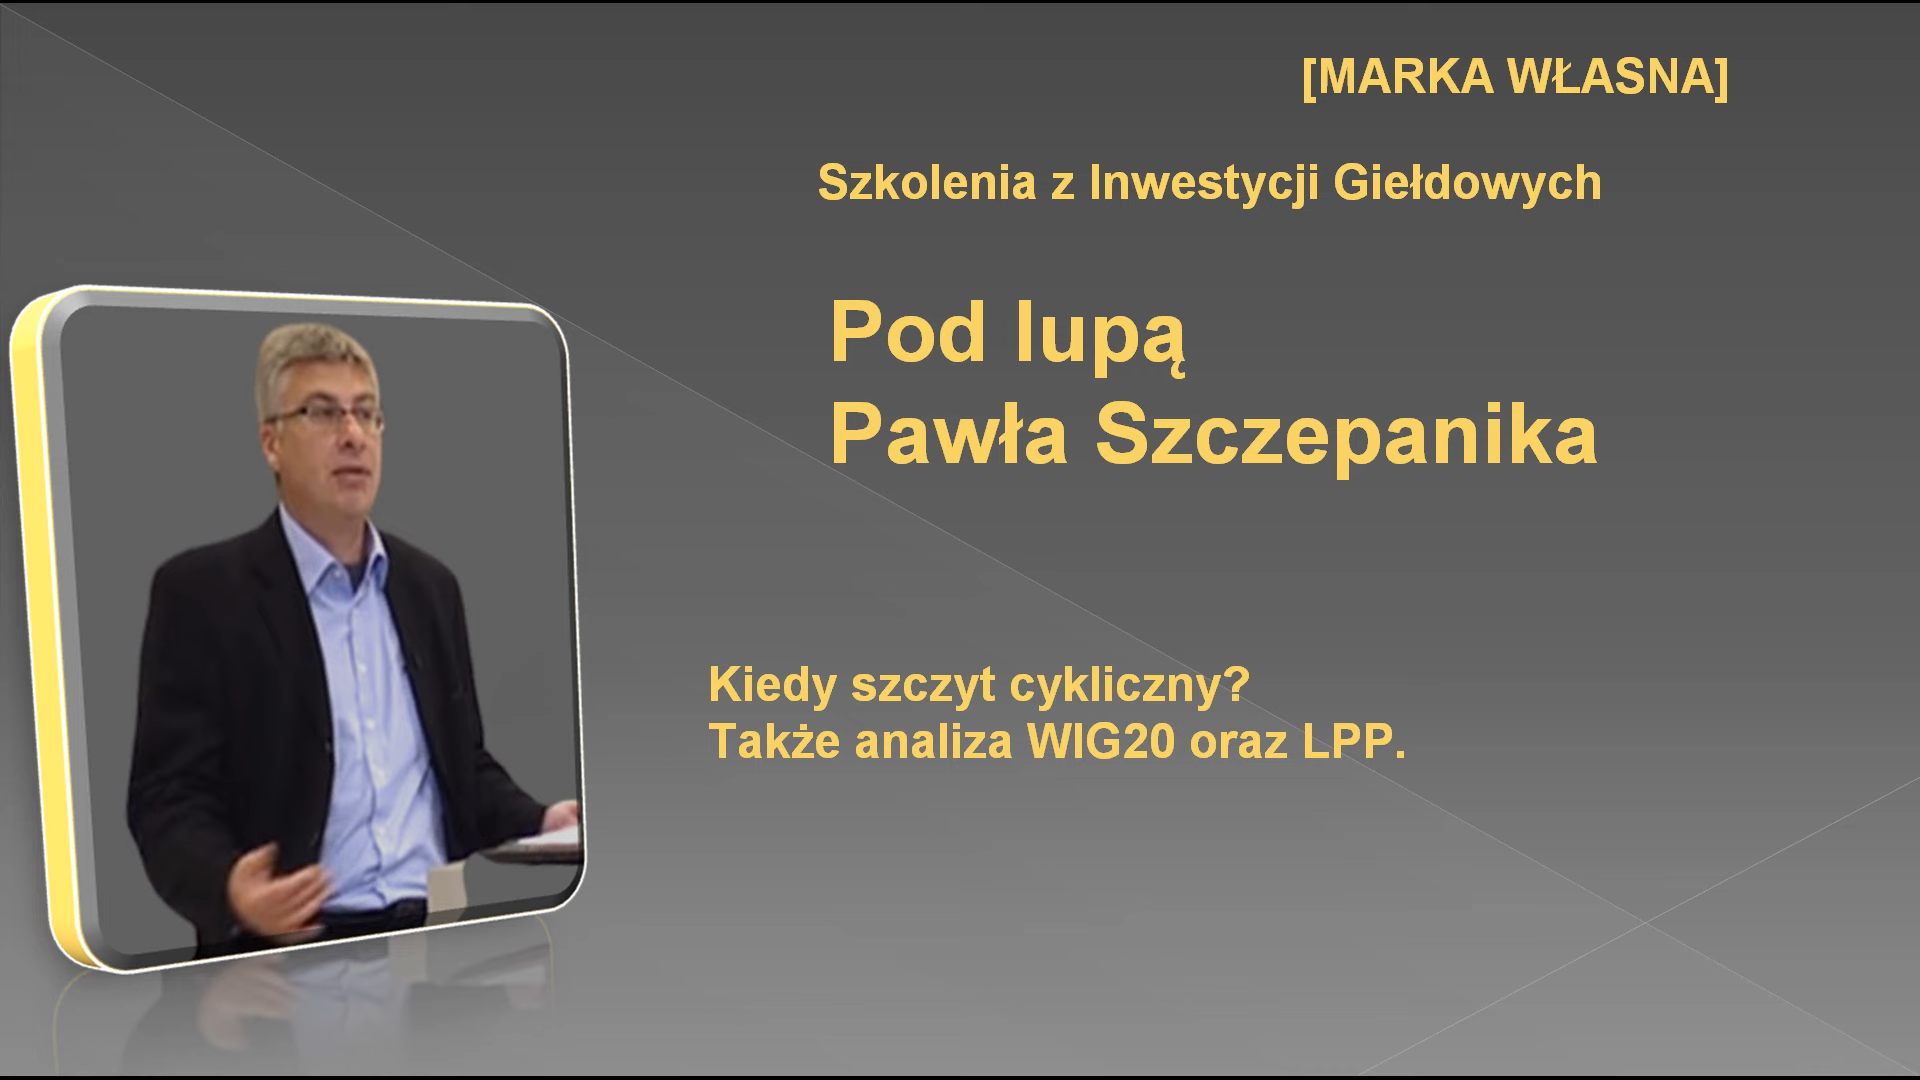 [MARKA WŁASNA]
Szkolenia z Inwestycji Giełdowych
Pod lupą
Pawła Szczepanika
Kiedy szczyt cykliczny?
Także analiza WIG20 oraz LPP.